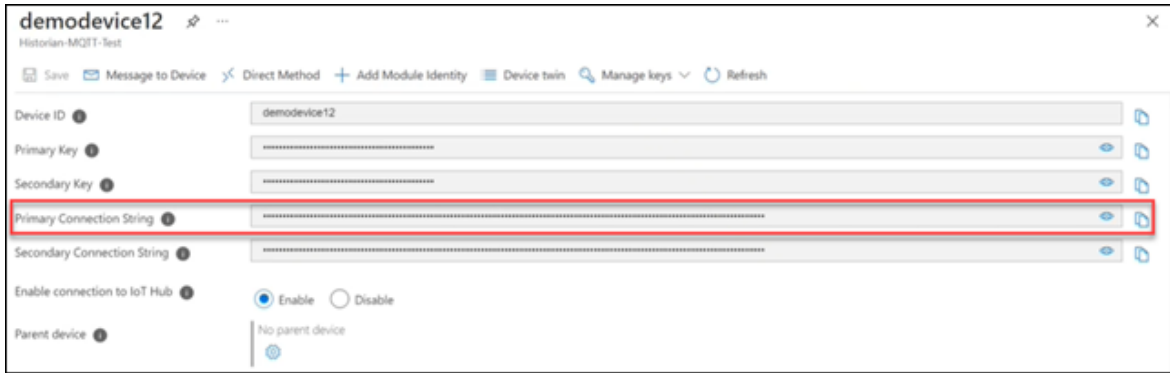 demodevice12
Historian-MQTT-Test
Save Message to Device Direct Method Add Module Identity Device twin Manage keys Refresh
Device ID demodevice12
Primary Key
Secondary Key
Primary Connection String
Secondary Connection String
Enable connection to IoT Hub Enable Disable
Parent device No parent device